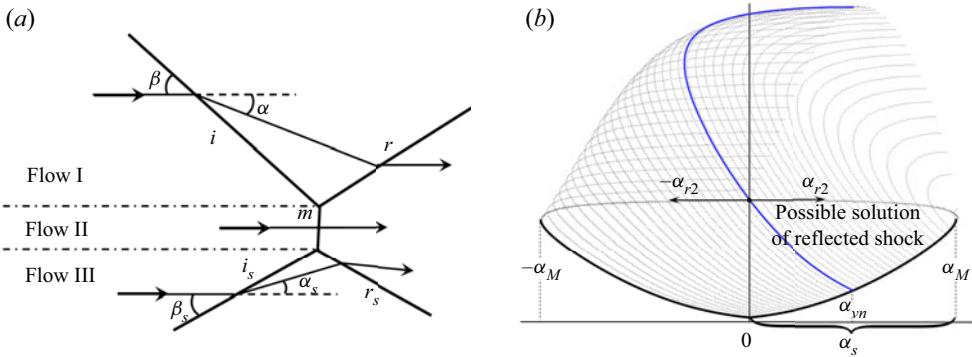 (a)
β
α
i
r
Flow I
m
Flow II
Flow III
i_s
α_s
β_s
r_s
(b)
−α_{r2}
α_{r2}
Possible solution
of reflected shock
−α_M
α_M
α_{vn}
0
α_s